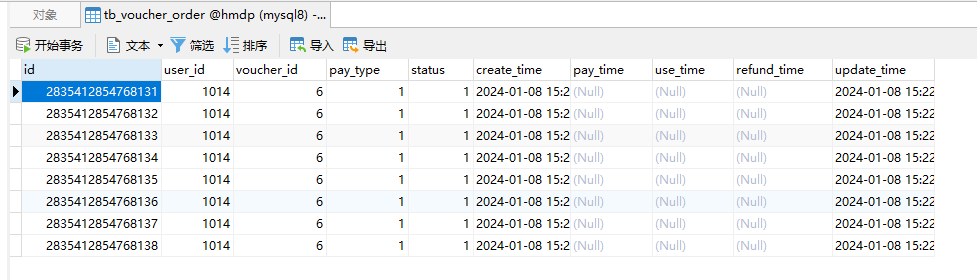 对象 tb_voucher_order @hmdp (mysql8) -...
开始事务 文本 筛选 排序 导入 导出
id user_id voucher_id pay_type status create_time pay_time use_time refund_time update_time
2835412854768131 1014 6 1 1 2024-01-08 15:2 (Null) (Null) (Null) 2024-01-08 15:22
2835412854768132 1014 6 1 1 2024-01-08 15:2 (Null) (Null) (Null) 2024-01-08 15:22
2835412854768133 1014 6 1 1 2024-01-08 15:2 (Null) (Null) (Null) 2024-01-08 15:22
2835412854768134 1014 6 1 1 2024-01-08 15:2 (Null) (Null) (Null) 2024-01-08 15:22
2835412854768135 1014 6 1 1 2024-01-08 15:2 (Null) (Null) (Null) 2024-01-08 15:22
2835412854768136 1014 6 1 1 2024-01-08 15:2 (Null) (Null) (Null) 2024-01-08 15:22
2835412854768137 1014 6 1 1 2024-01-08 15:2 (Null) (Null) (Null) 2024-01-08 15:22
2835412854768138 1014 6 1 1 2024-01-08 15:2 (Null) (Null) (Null) 2024-01-08 15:22